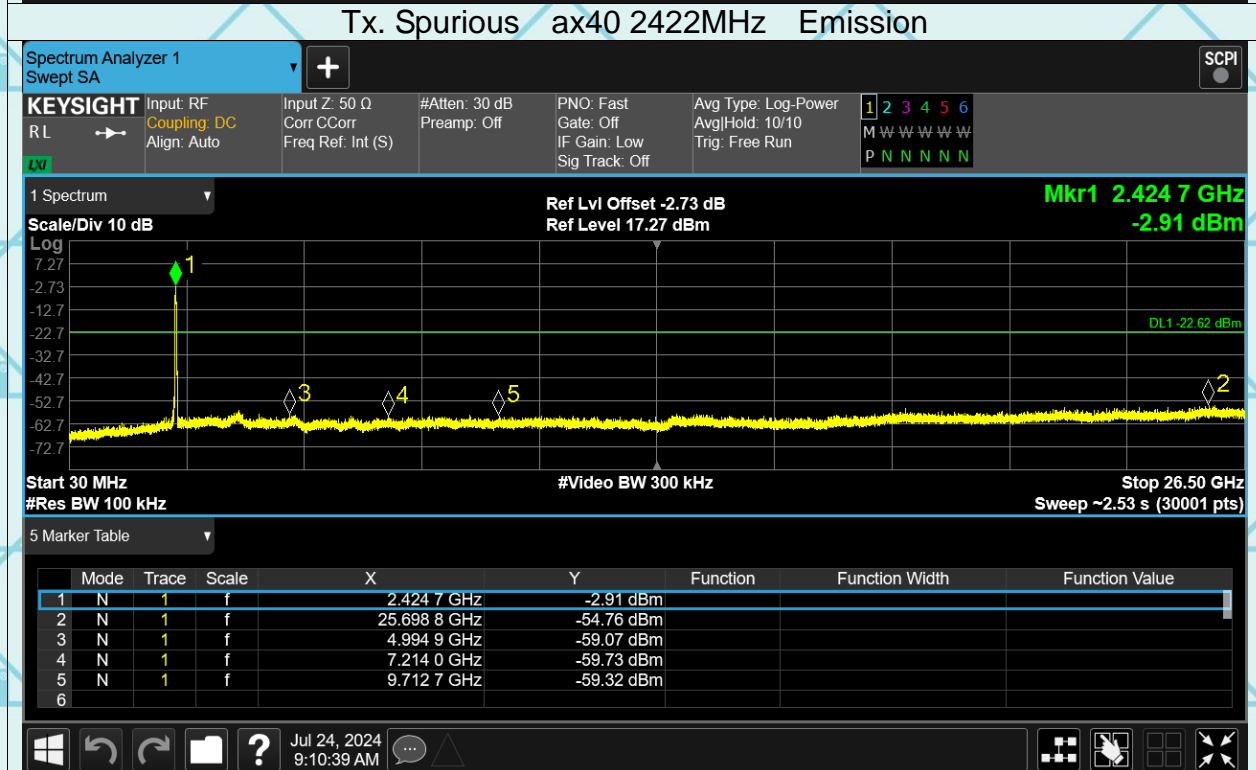 Tx. Spurious ax40 2422MHz Emission
Spectrum Analyzer 1
Swept SA
+
SCPI
KEYSIGHT
R L
LXI
Input: RF
Coupling: DC
Align: Auto
Input Z: 50 Ω
Corr CCorr
Freq Ref: Int (S)
#Atten: 30 dB
Preamp: Off
PNO: Fast
Gate: Off
IF Gain: Low
Sig Track: Off
Avg Type: Log-Power
Avg|Hold: 10/10
Trig: Free Run
1 2 3 4 5 6
M W W W W W
P N N N N N
1 Spectrum
Scale/Div 10 dB
Ref Lvl Offset -2.73 dB
Ref Level 17.27 dBm
Mkr1 2.424 7 GHz
-2.91 dBm
Log
7.27
-2.73
-12.7
-22.7
-32.7
-42.7
-52.7
-62.7
-72.7
1
DL1 -22.62 dBm
3
4
5
2
Start 30 MHz
#Video BW 300 kHz
Stop 26.50 GHz
#Res BW 100 kHz
Sweep ~2.53 s (30001 pts)
5 Marker Table
Mode Trace Scale X Y Function Function Width Function Value
1 N 1 f 2.424 7 GHz -2.91 dBm
2 N 1 f 25.698 8 GHz -54.76 dBm
3 N 1 f 4.994 9 GHz -59.07 dBm
4 N 1 f 7.214 0 GHz -59.73 dBm
5 N 1 f 9.712 7 GHz -59.32 dBm
6
?
Jul 24, 2024
9:10:39 AM